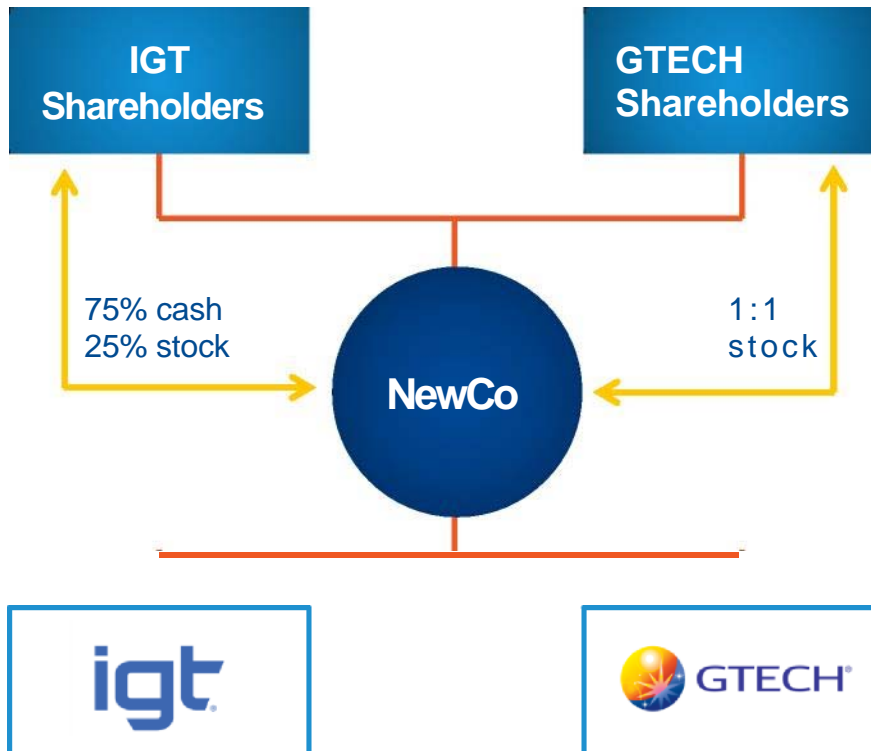 IGT
Shareholders
GTECH
Shareholders
75% cash
25% stock
1:1
stock
NewCo
igt
GTECH®